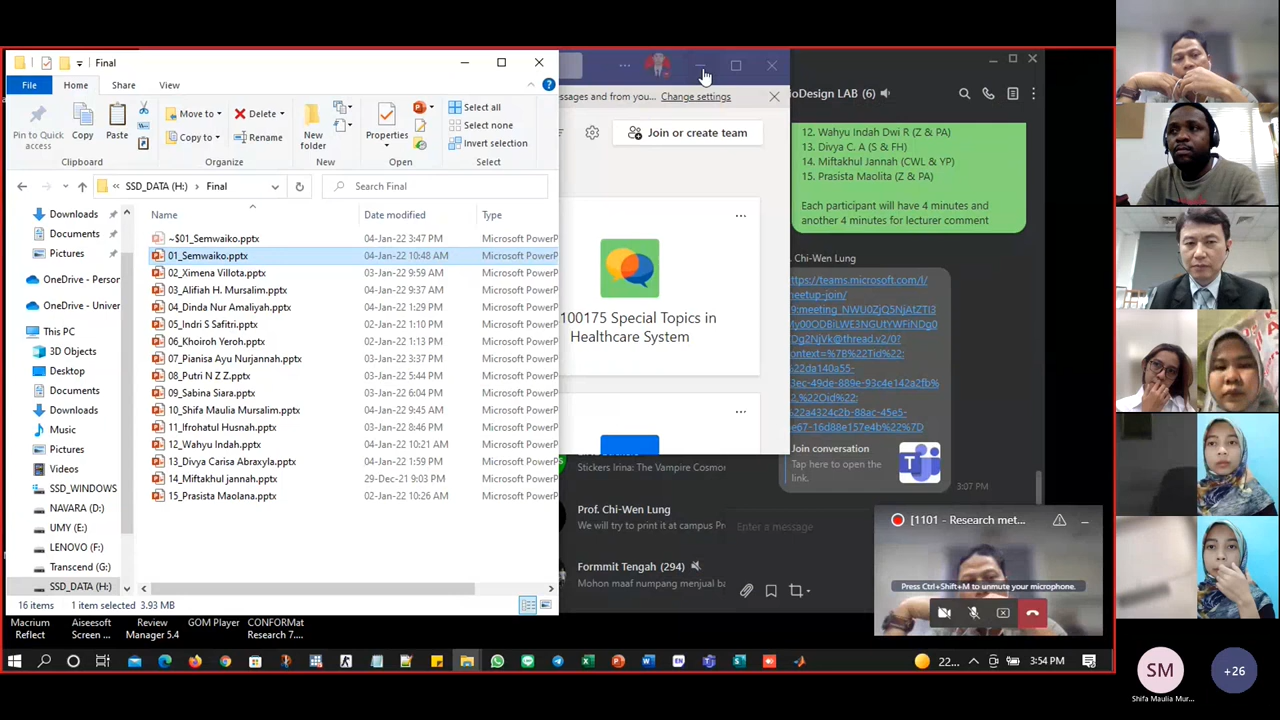 Final
File
Home
Share
View
Pin to Quick
access
Copy
Paste
Move to
Copy to
Delete
Rename
New
folder
Properties
Select all
Select none
Invert selection
Clipboard
Organize
New
Open
Select
SSD_DATA (H:)
Final
Search Final
Name
Date modified
Type
Downloads
Documents
Pictures
OneDrive - Person
OneDrive - Univer
This PC
3D Objects
Desktop
Documents
Downloads
Music
Pictures
Videos
SSD_WINDOWS
NAVARA (D:)
UMY (E:)
LENOVO (F:)
Transcend (G:)
SSD_DATA (H:)
~$01_Semwaiko.pptx 04-Jan-22 3:47 PM Microsoft PowerP
01_Semwaiko.pptx 04-Jan-22 10:48 AM Microsoft PowerP
02_Ximena Villota.pptx 03-Jan-22 9:59 AM Microsoft PowerP
03_Alifiah H. Mursalim.pptx 04-Jan-22 9:37 AM Microsoft PowerP
04_Dinda Nur Amaliyah.pptx 04-Jan-22 1:29 PM Microsoft PowerP
05_Indri S Safitri.pptx 02-Jan-22 1:10 PM Microsoft PowerP
06_Khoiroh Yeroh.pptx 02-Jan-22 1:13 PM Microsoft PowerP
07_Pianisa Ayu Nurjannah.pptx 03-Jan-22 3:37 PM Microsoft PowerP
08_Putri N Z Z.pptx 03-Jan-22 5:44 PM Microsoft PowerP
09_Sabina Siara.pptx 03-Jan-22 6:04 PM Microsoft PowerP
10_Shifa Maulia Mursalim.pptx 04-Jan-22 9:45 AM Microsoft PowerP
11_Ifrohatul Husnah.pptx 03-Jan-22 8:46 PM Microsoft PowerP
12_Wahyu Indah.pptx 04-Jan-22 10:21 AM Microsoft PowerP
13_Divya Carisa Abraxyla.pptx 04-Jan-22 1:59 PM Microsoft PowerP
14_Miftakhul jannah.pptx 29-Dec-21 9:03 PM Microsoft PowerP
15_Prasista Maolana.pptx 02-Jan-22 10:26 AM Microsoft PowerP
16 items 1 item selected 3.93 MB
ssages and from you... Change settings
Join or create team
100175 Special Topics in
Healthcare System
oDesign LAB (6)
12. Wahyu Indah Dwi R (Z & PA)
13. Divya C. A (S & FH)
14. Miftakhul Jannah (CWL & YP)
15. Prasista Maolita (Z & PA)
Each participant will have 4 minutes and
another 4 minutes for lecturer comment
. Chi-Wen Lung
https://teams.microsoft.com/l/
Join conversation
Tap here to open the
link.
3:07 PM
Stickers Irina: The Vampire Cosmor
Prof. Chi-Wen Lung
We will try to print it at campus Pr
Enter a message
Formmit Tengah (294)
Mohon maaf numpang menjual ba
[1101 - Research met...
Press Ctrl+Shift+M to unmute your microphone.
Macrium
Reflect
Aiseesoft
Screen ...
Review
Manager 5.4
GOM Player
CONFORMat
Research 7....
22...
3:54 PM
SM
Shifa Maulia Mur...
+26